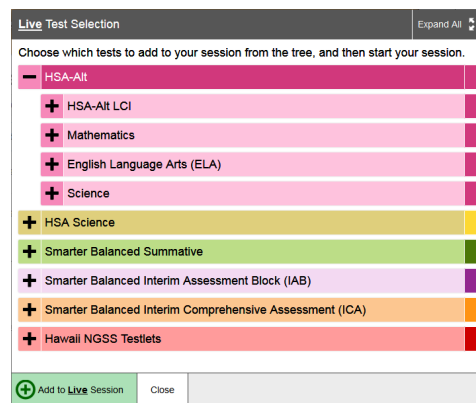 Live Test Selection
Expand All
Choose which tests to add to your session from the tree, and then start your session.
HSA-Alt
HSA-Alt LCI
Mathematics
English Language Arts (ELA)
Science
HSA Science
Smarter Balanced Summative
Smarter Balanced Interim Assessment Block (IAB)
Smarter Balanced Interim Comprehensive Assessment (ICA)
Hawaii NGSS Testlets
Add to Live Session Close